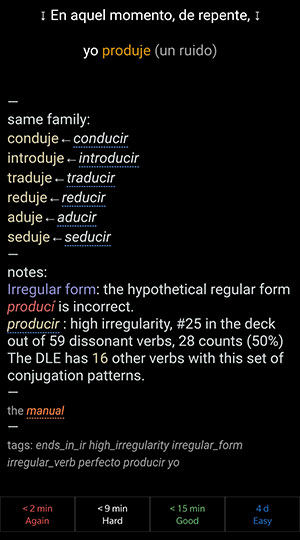 ↕ En aquel momento, de repente, ↕
yo produje (un ruido)
—
same family:
conduje←conducir
introduje←introducir
traduje←traducir
reduje←reducir
aduje←aducir
seduje←seducir
—
notes:
Irregular form: the hypothetical regular form
producí is incorrect.
producir : high irregularity, #25 in the deck
out of 59 dissonant verbs, 28 counts (50%)
The DLE has 16 other verbs with this set of
conjugation patterns.
—
the manual
—
tags: ends_in_ir high_irregularity irregular_form
irregular_verb perfecto producir yo
< 2 min < 9 min < 15 min 4 d
Again Hard Good Easy